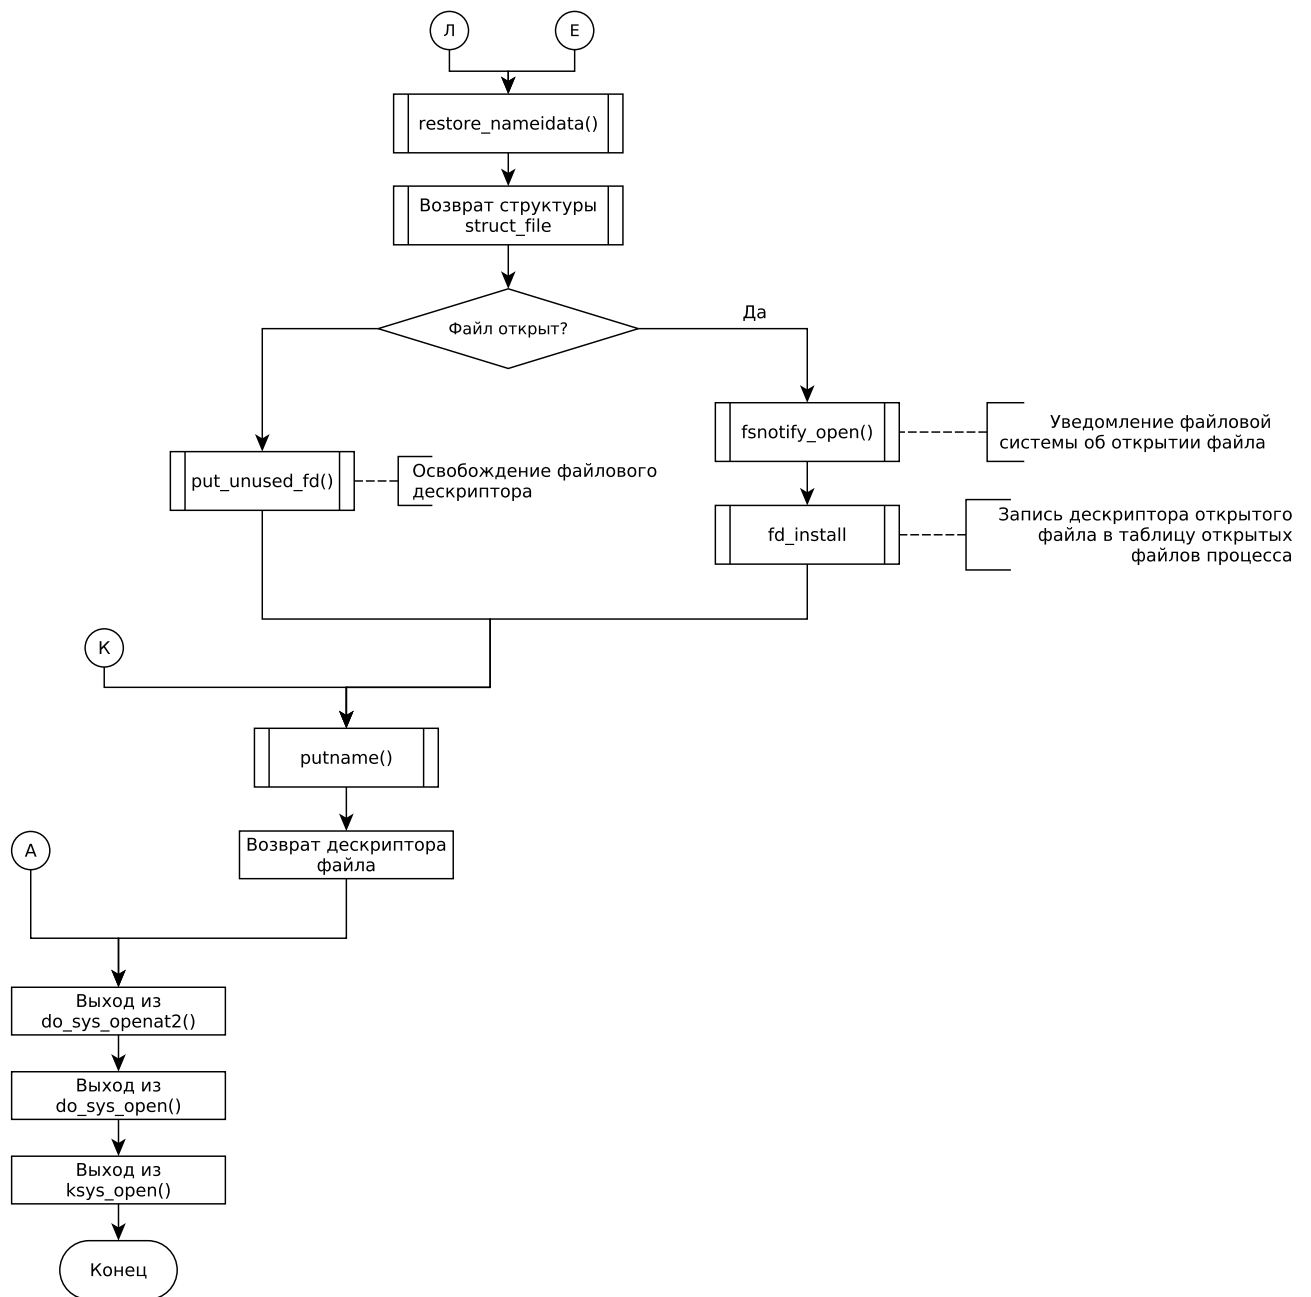 Л
Е
restore_nameidata()
Возврат структуры
struct_file
Файл открыт?
Да
fsnotify_open()
Уведомление файловой
системы об открытии файла
put_unused_fd()
Освобождение файлового
дескриптора
fd_install
Запись дескриптора открытого
файла в таблицу открытых
файлов процесса
К
putname()
Возврат дескриптора
файла
А
Выход из
do_sys_openat2()
Выход из
do_sys_open()
Выход из
ksys_open()
Конец